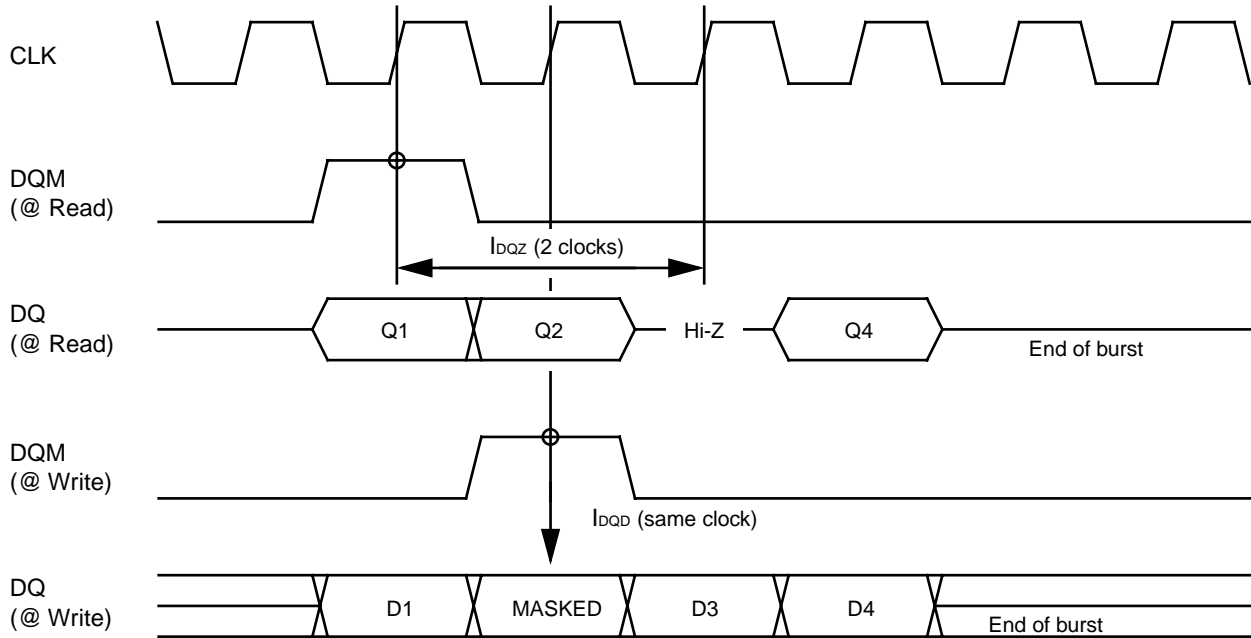 CLK
DQM
(@ Read)
IDQZ (2 clocks)
DQ
(@ Read)
Q1
Q2
Hi-Z
Q4
End of burst
DQM
(@ Write)
IDQD (same clock)
DQ
(@ Write)
D1
MASKED
D3
D4
End of burst